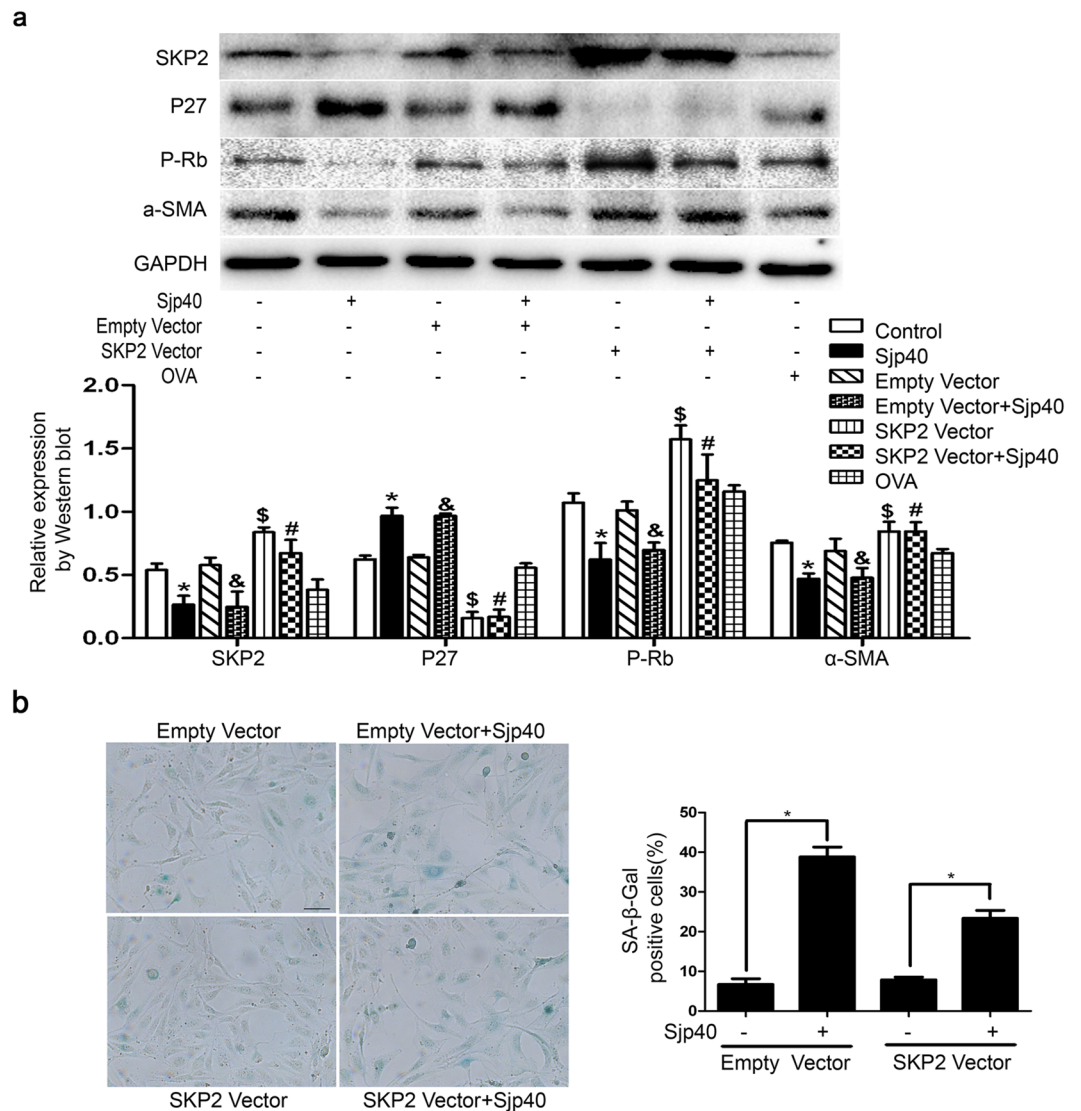 a
SKP2
P27
P-Rb
a-SMA
GAPDH
Sjp40 - + - + - + -
Empty Vector - - + + - - -
SKP2 Vector - - - - + + -
OVA - - - - - - +
Control
Sjp40
Empty Vector
Empty Vector+Sjp40
SKP2 Vector
SKP2 Vector+Sjp40
OVA
Relative expression
by Western blot
2.0
1.5
1.0
0.5
0.0
* & $ #
* & $ #
* & $ #
* & $ #
SKP2 P27 P-Rb α-SMA
b
Empty Vector Empty Vector+Sjp40
SKP2 Vector SKP2 Vector+Sjp40
SA-β-Gal
positive cells(%)
50
40
30
20
10
0
* *
Sjp40 - + - +
Empty Vector SKP2 Vector